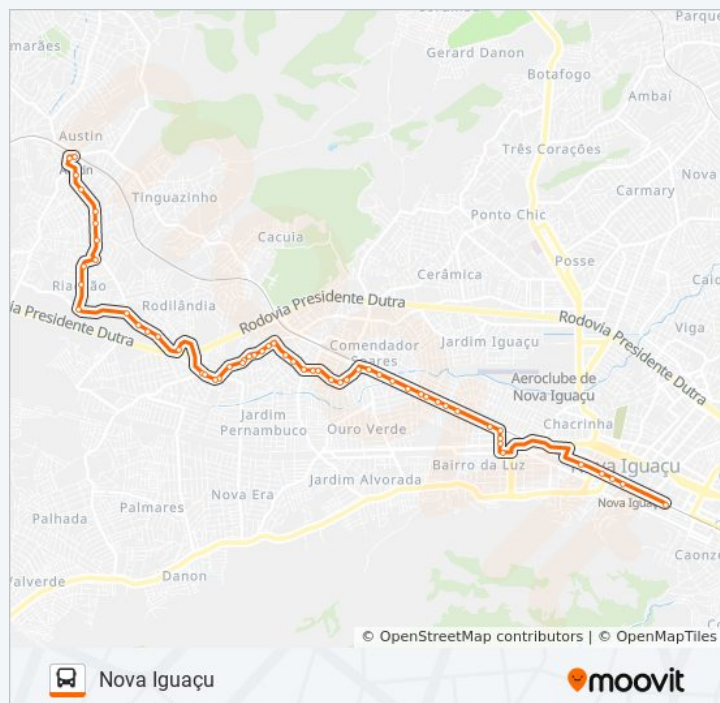 marães
Gerard Danon
Parque
Botafogo
Ambaí
Austin
Três Corações
Tinguazinho
Carmary
Nova
Ponto Chic
Cacuia
Posse
Cerâmica
Riachão
Rodilândia
Rodovia Presidente Dutra
ia Presidente Dutra
Rodovia Presidente Dutra
Viga
Comendador
Soares
Jardim Iguaçu
Aeroclube de
Nova Iguaçu
Jardim
Pernambuco
Chacrinha
Ouro Verde
Bairro da Luz
Nova Iguaçu
Jardim Alvorada
Nova Era
Palmares
Palhada
Caonze
Valverde
Danon
© OpenStreetMap contributors | © OpenMapTiles
Nova Iguaçu
moovit